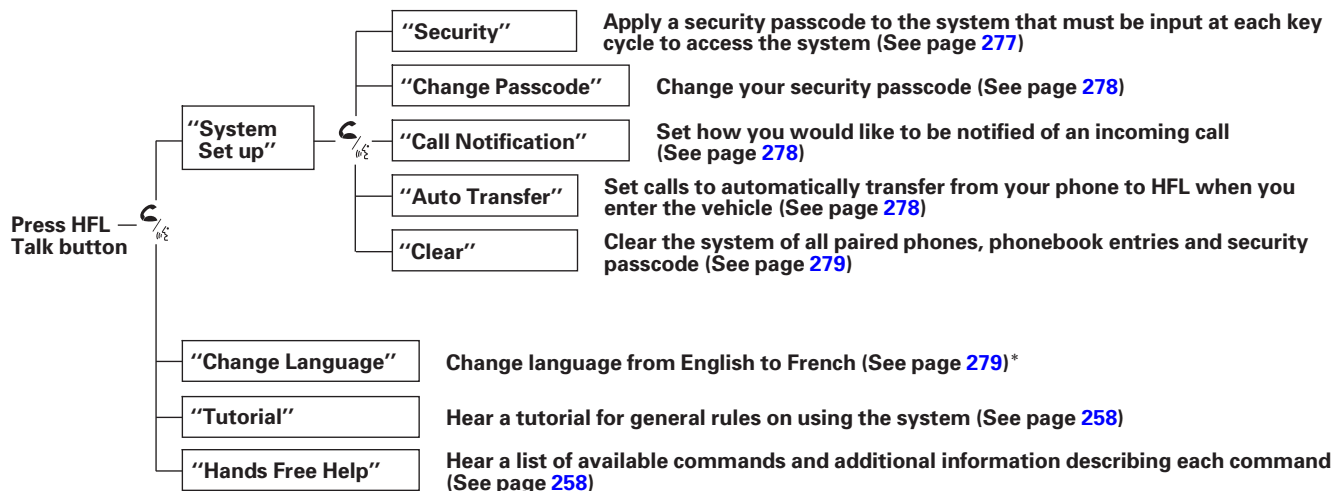 Press HFL
Talk button
"System
Set up"
"Security"
Apply a security passcode to the system that must be input at each key
cycle to access the system (See page 277)
"Change Passcode"
Change your security passcode (See page 278)
"Call Notification"
Set how you would like to be notified of an incoming call
(See page 278)
"Auto Transfer"
Set calls to automatically transfer from your phone to HFL when you
enter the vehicle (See page 278)
"Clear"
Clear the system of all paired phones, phonebook entries and security
passcode (See page 279)
"Change Language"
Change language from English to French (See page 279)*
"Tutorial"
Hear a tutorial for general rules on using the system (See page 258)
"Hands Free Help"
Hear a list of available commands and additional information describing each command
(See page 258)